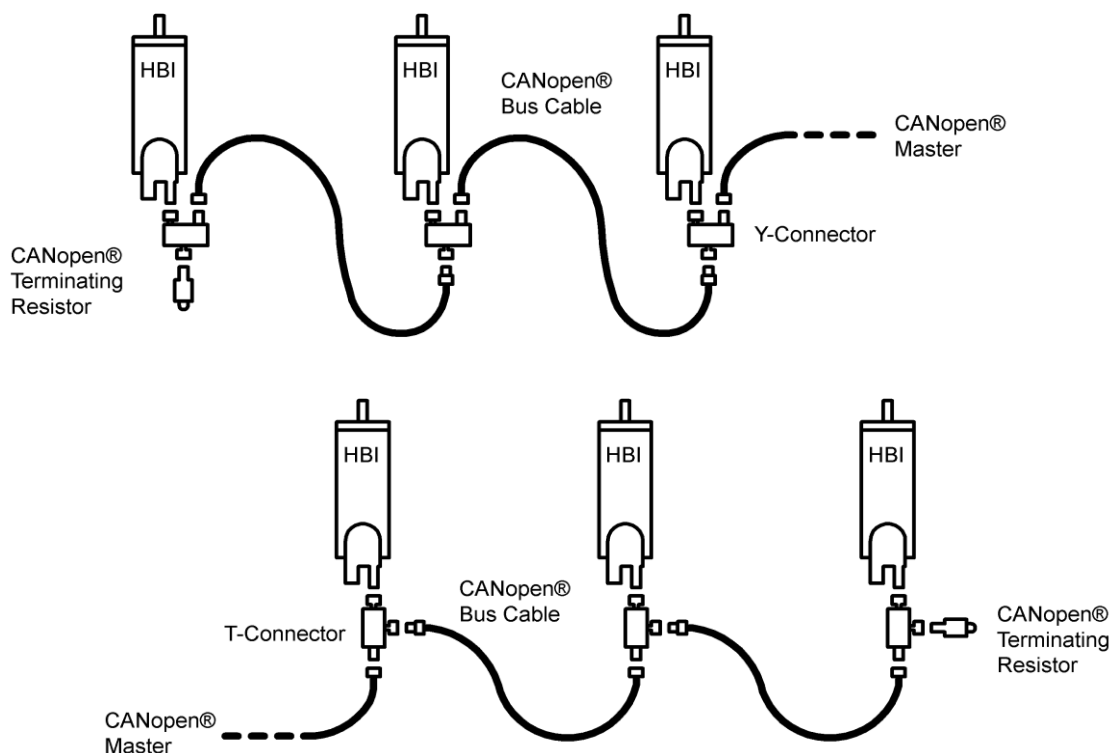 HBI
HBI
HBI
CANopen®
Bus Cable
CANopen®
Master
Y-Connector
CANopen®
Terminating
Resistor
HBI
HBI
HBI
CANopen®
Bus Cable
T-Connector
CANopen®
Terminating
Resistor
CANopen®
Master